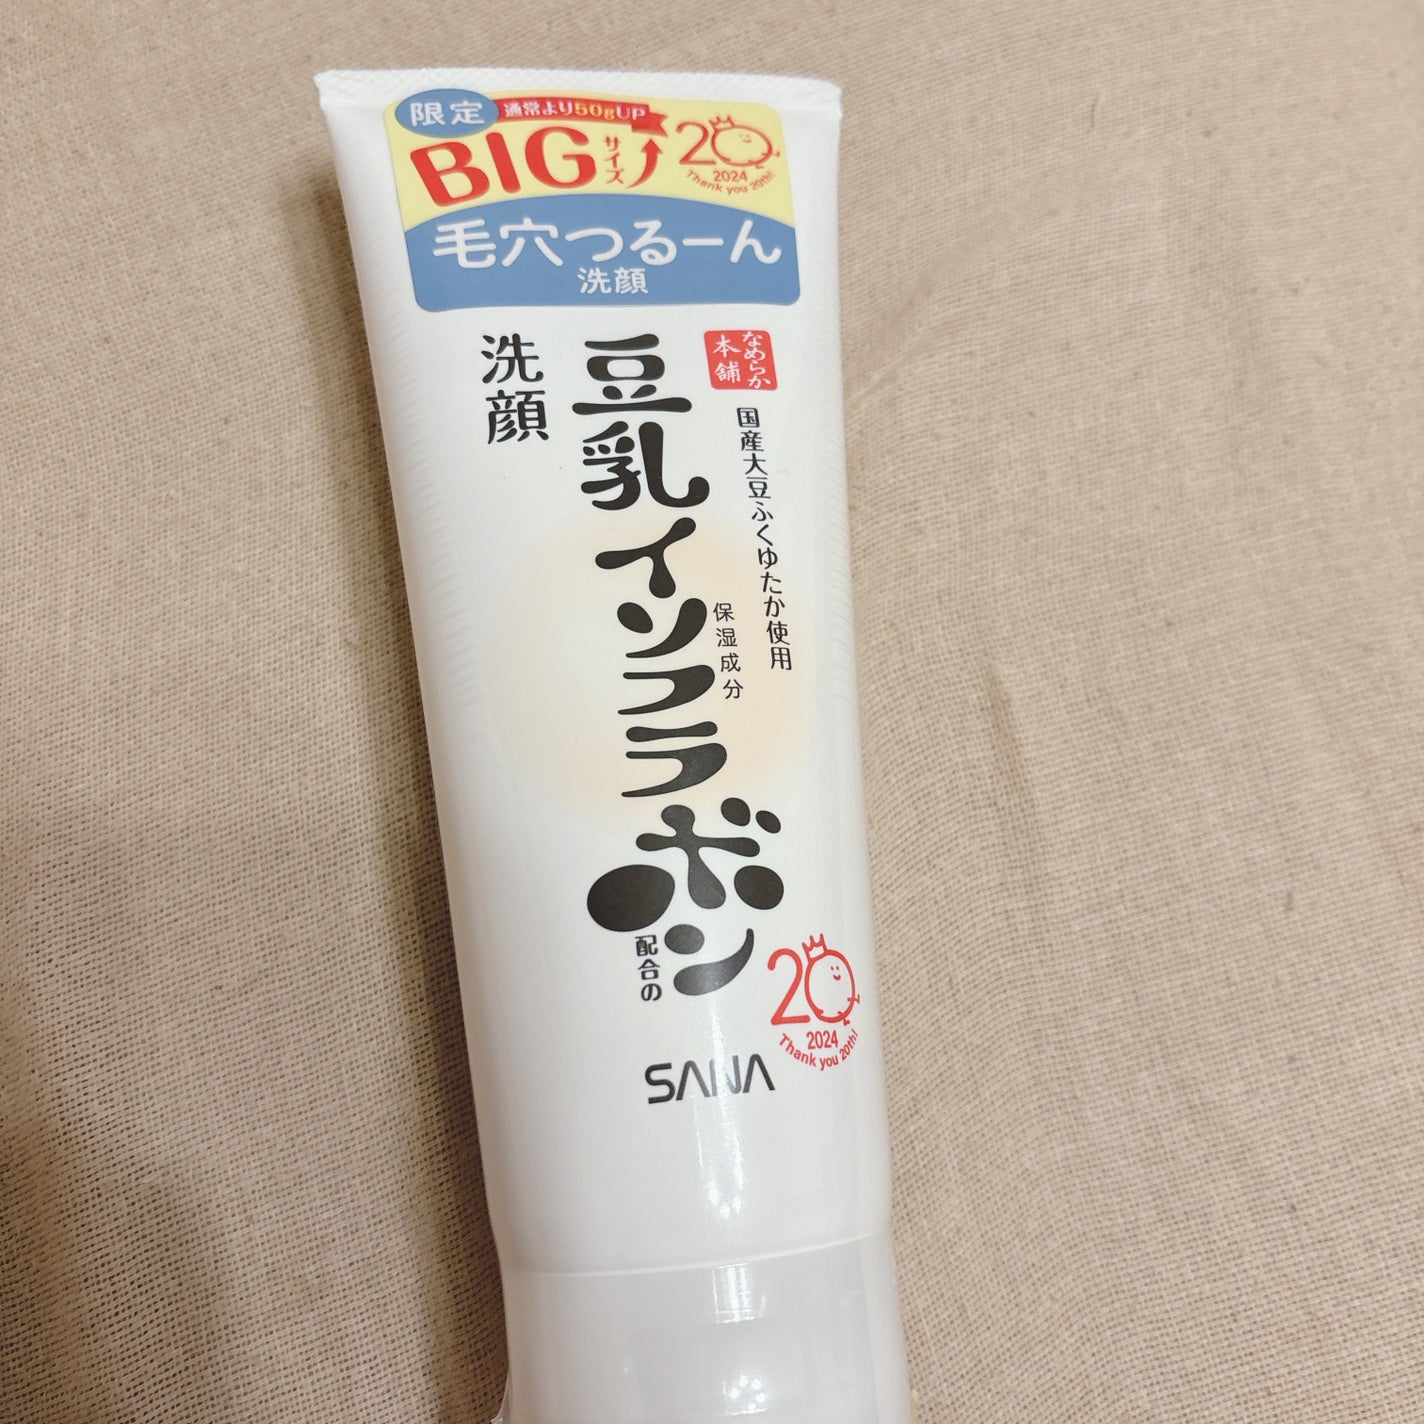 限定
通常より50gUP
BIG
サイズ
20
2024
Thank you 20th!
毛穴つるーん
洗顔
なめらか
本舗
国産大豆ふくゆたか使用
保湿成分
豆乳イソフラボン
配合の
洗顔
20
2024
Thank you 20th!
SANA